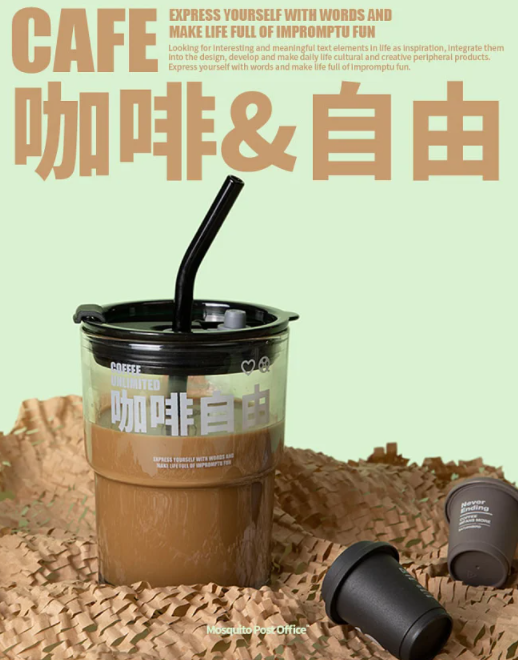 CAFE
EXPRESS YOURSELF WITH WORDS AND
MAKE LIFE FULL OF IMPROMPTU FUN
Looking for interesting and meaningful text elements in life as inspiration, integrate them
into the design, develop and make daily life cultural and creative peripheral products.
Express yourself with words and make life full of impromptu fun.
咖啡&自由
COFFEE
UNLIMITED
咖啡自由
EXPRESS YOURSELF WITH WORDS AND
MAKE LIFE FULL OF IMPROMPTU FUN
Never
Ending
Mosquito Post Office